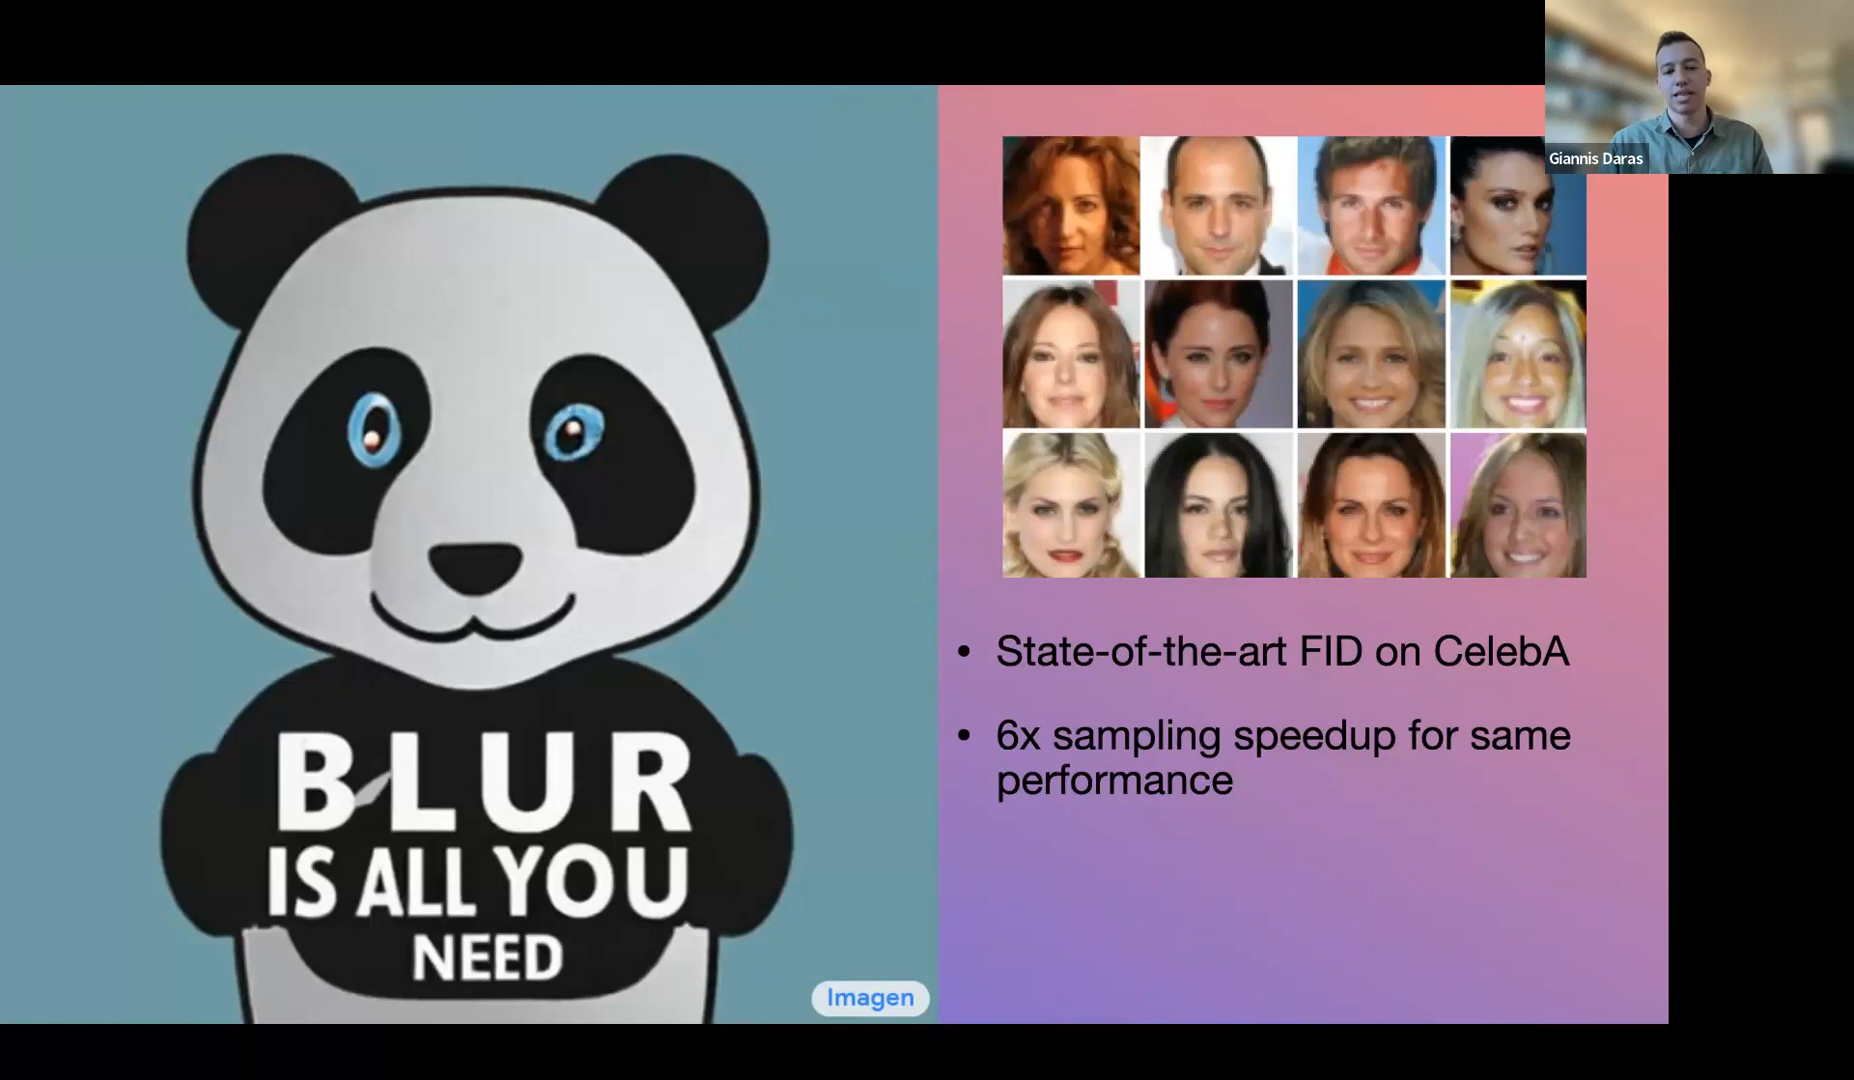 Giannis Daras
BLUR
IS ALL YOU
NEED
Imagen
• State-of-the-art FID on CelebA
• 6x sampling speedup for same
performance